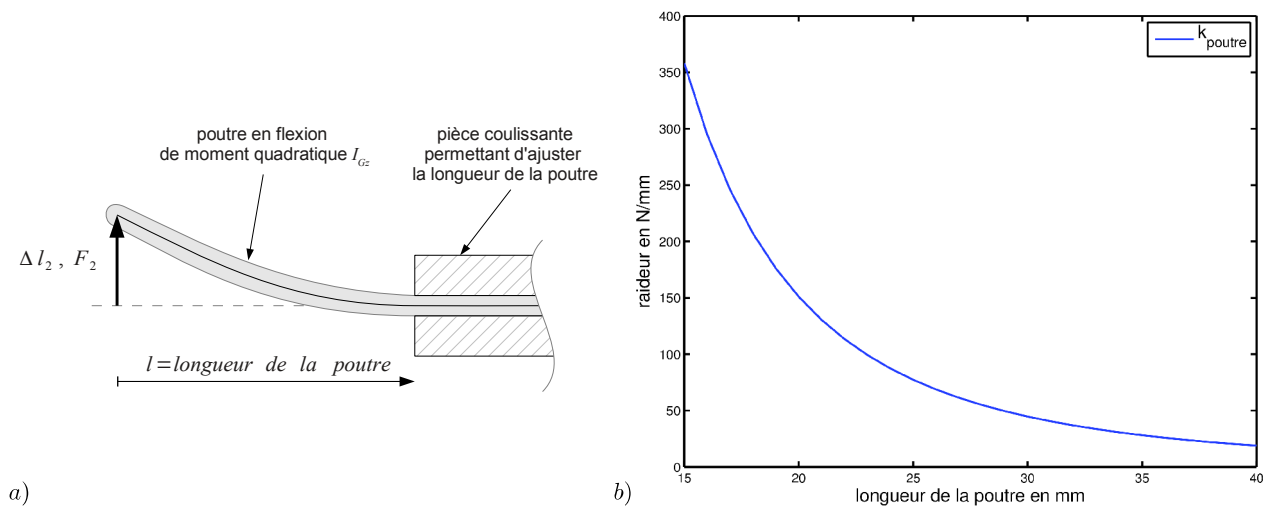 poutre en flexion
de moment quadratique I_Gz
pièce coulissante
permettant d'ajuster
la longueur de la poutre
Δ l₂ , F₂
l=longueur de la poutre
a)
400
350
300
250
200
150
100
50
0
raideur en N/mm
k_poutre
15 20 25 30 35 40
longueur de la poutre en mm
b)